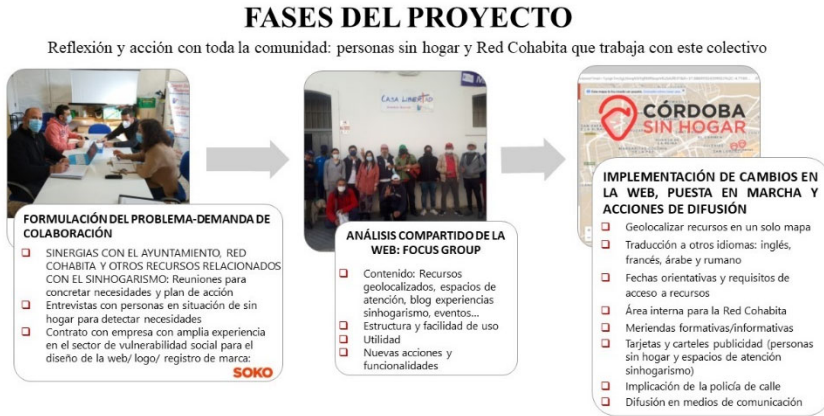 FASES DEL PROYECTO
Reflexión y acción con toda la comunidad: personas sin hogar y Red Cohabita que trabaja con este colectivo
FORMULACIÓN DEL PROBLEMA-DEMANDA DE
COLABORACIÓN
SINERGIAS CON EL AYUNTAMIENTO, RED
COHABITA Y OTROS RECURSOS RELACIONADOS
CON EL SINHOGARISMO: Reuniones para
concretar necesidades y plan de acción
Entrevistas con personas en situación de sin
hogar para detectar necesidades
Contrato con empresa con amplia experiencia
en el sector de vulnerabilidad social para el
diseño de la web/ logo/ registro de marca:
SOKO
CASA LIBERTAD
ANÁLISIS COMPARTIDO DE LA
WEB: FOCUS GROUP
Contenido: Recursos
geolocalizados, espacios de
atención, blog experiencias
sinhogarismo, eventos...
Estructura y facilidad de uso
Utilidad
Nuevas acciones y
funcionalidades
CÓRDOBA
SIN HOGAR
IMPLEMENTACIÓN DE CAMBIOS EN
LA WEB, PUESTA EN MARCHA Y
ACCIONES DE DIFUSIÓN
Geolocalizar recursos en un solo mapa
Traducción a otros idiomas: inglés,
francés, árabe y rumano
Fechas orientativas y requisitos de
acceso a recursos
Área interna para la Red Cohabita
Meriendas formativas/informativas
Tarjetas y carteles publicidad (personas
sin hogar y espacios de atención
sinhogarismo)
Implicación de la policía de calle
Difusión en medios de comunicación